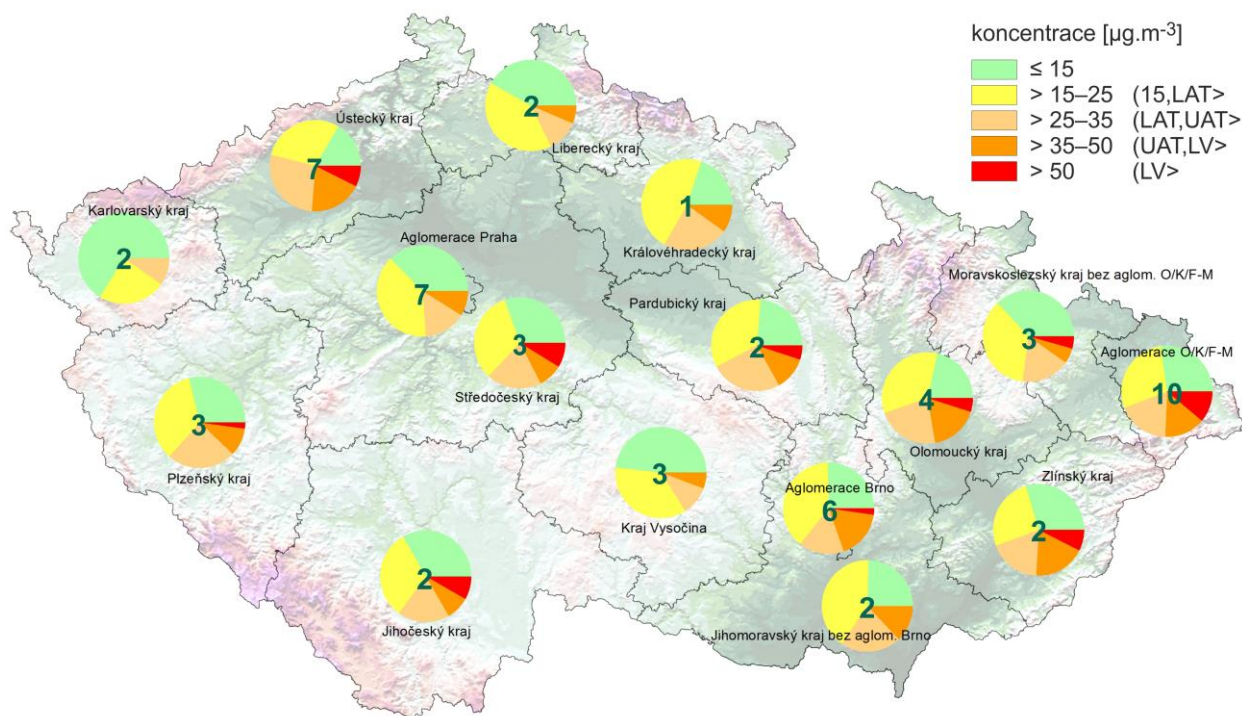 koncentrace [µg.m-3]
≤ 15
> 15–25 (15,LAT>
> 25–35 (LAT,UAT>
> 35–50 (UAT,LV>
> 50 (LV>
2
Liberecký kraj
Ústecký kraj
7
Karlovarský kraj
2
1
Královéhradecký kraj
Aglomerace Praha
7
Moravskoslezský kraj bez aglom. O/K/F-M
3
Pardubický kraj
2
3
Středočeský kraj
Aglomerace O/K/F-M
10
4
Olomoucký kraj
3
Plzeňský kraj
3
Kraj Vysočina
Aglomerace Brno
6
Zlínský kraj
2
2
Jihočeský kraj
2
Jihomoravský kraj bez aglom. Brno